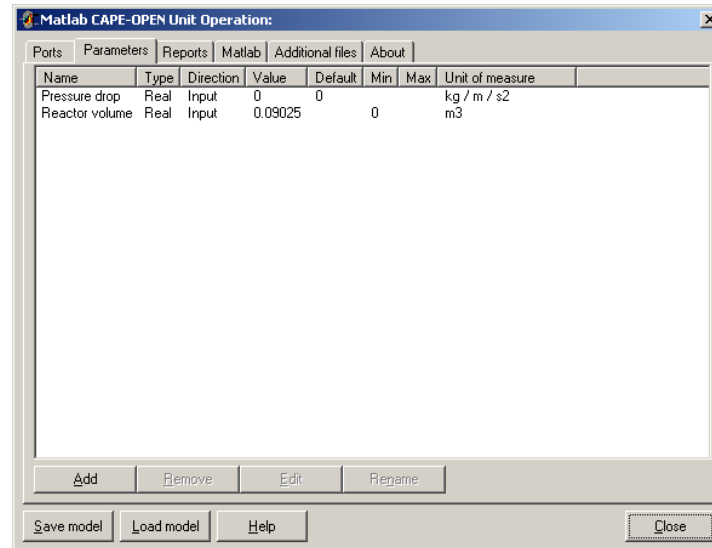 Matlab CAPE-OPEN Unit Operation:
Ports Parameters Reports Matlab Additional files About
Name Type Direction Value Default Min Max Unit of measure
Pressure drop Real Input 0 0 kg / m / s2
Reactor volume Real Input 0.09025 0 m3
Add Remove Edit Rename
Save model Load model Help Close